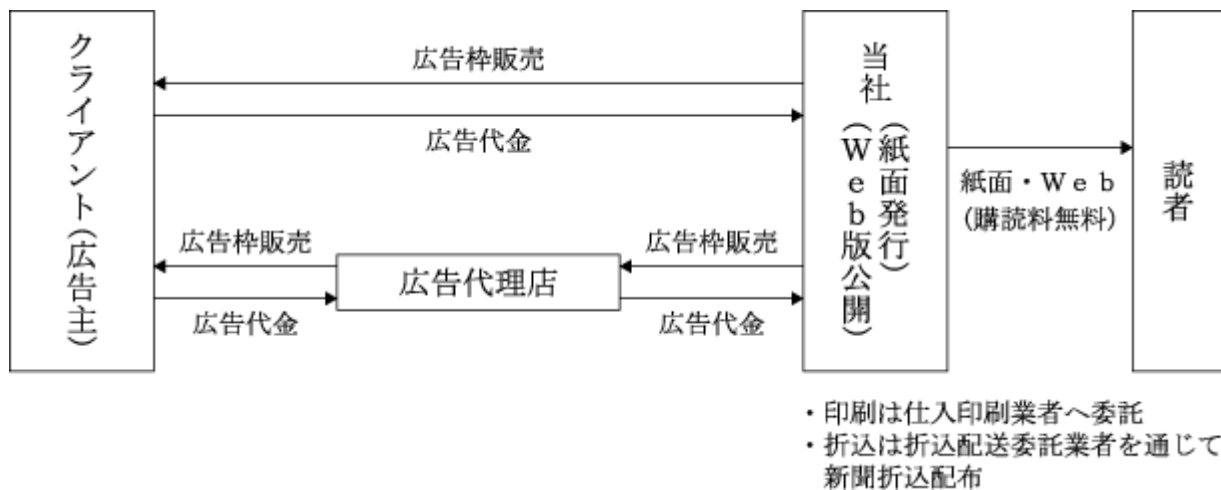 クライアント(広告主)
広告枠販売
広告代金
広告枠販売
広告代金
広告代理店
広告枠販売
広告代金
当社
(紙面発行)
(Web版公開)
紙面・Web
(購読料無料)
読者
・印刷は仕入印刷業者へ委託
・折込は折込配送委託業者を通じて
新聞折込配布